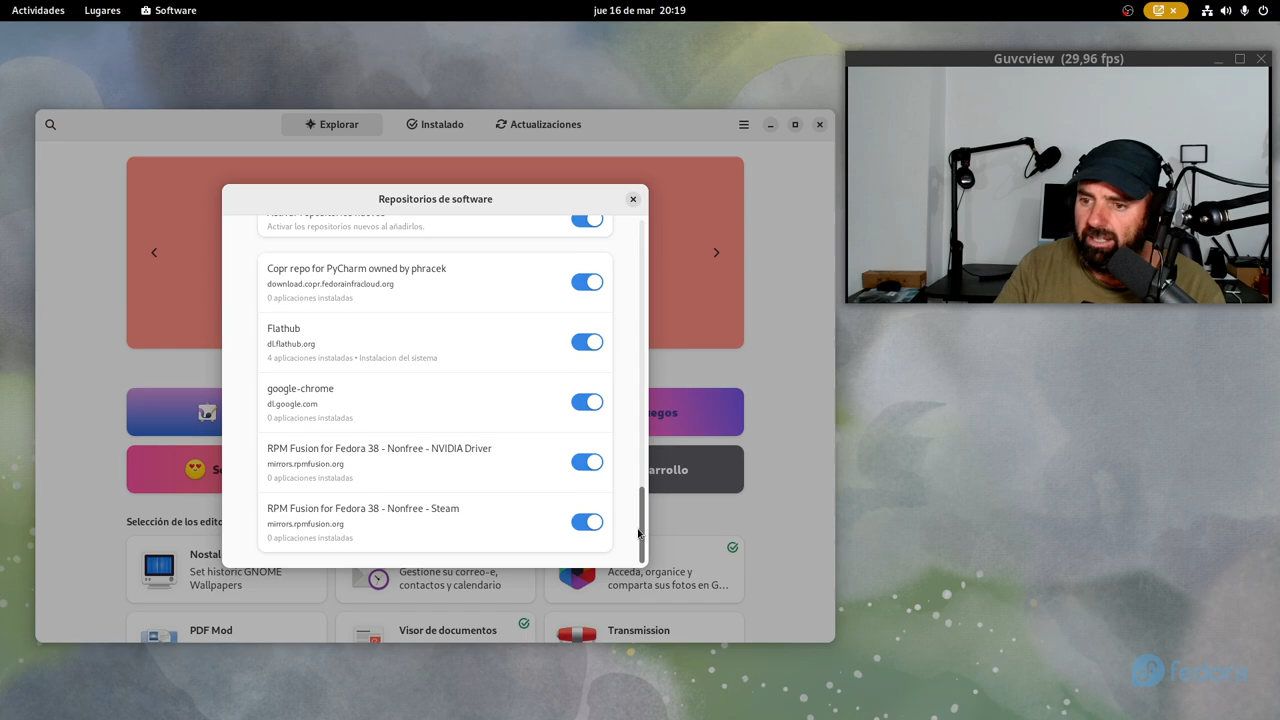 Actividades
Lugares
Software
jue 16 de mar 20:19
Guvcview (29,96 fps)
Explorar
Instalado
Actualizaciones
Repositorios de software
Activar los repositorios nuevos al añadirlos.
Copr repo for PyCharm owned by phracek
download.copr.fedorainfracloud.org
0 aplicaciones instaladas
Flathub
dl.flathub.org
4 aplicaciones instaladas • Instalacion del sistema
google-chrome
dl.google.com
0 aplicaciones instaladas
RPM Fusion for Fedora 38 - Nonfree - NVIDIA Driver
mirrors.rpmfusion.org
0 aplicaciones instaladas
RPM Fusion for Fedora 38 - Nonfree - Steam
mirrors.rpmfusion.org
0 aplicaciones instaladas
uegos
So
arrollo
Selección de los edito
Nostal
Set historic GNOME
Wallpapers
Gestione su correo-e,
contactos y calendario
Acceda, organice y
comparta sus fotos en G...
PDF Mod
Visor de documentos
Transmission
fedora